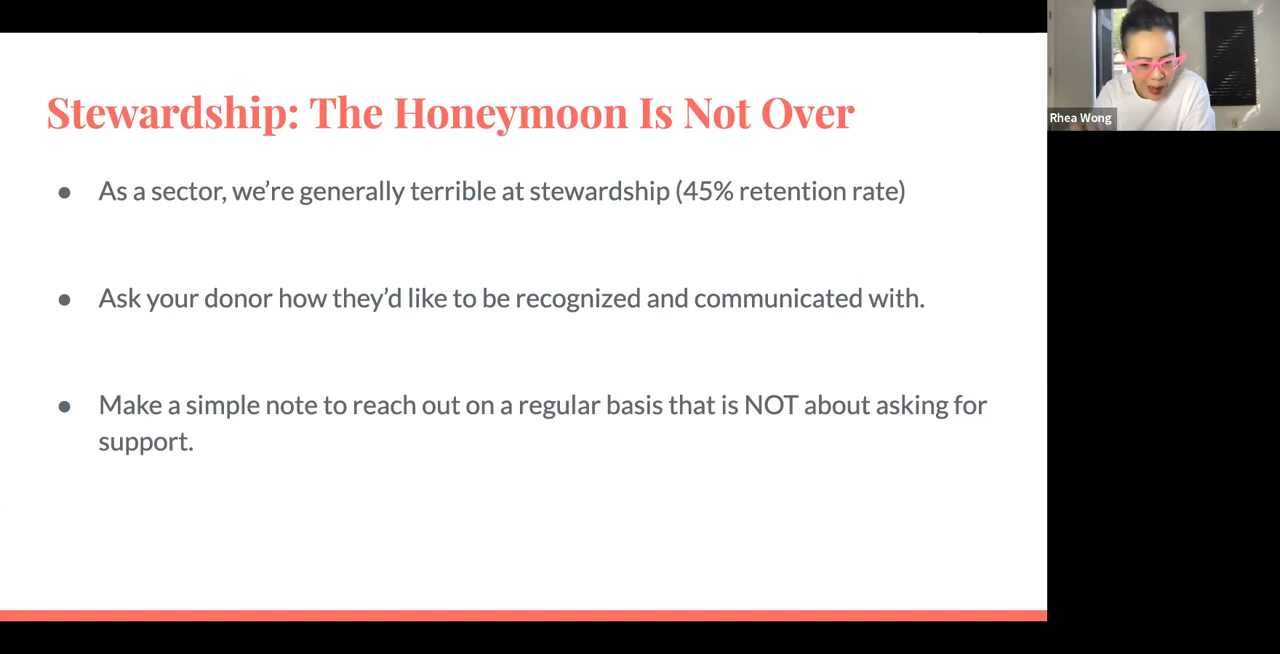 Stewardship: The Honeymoon Is Not Over
● As a sector, we’re generally terrible at stewardship (45% retention rate)
● Ask your donor how they’d like to be recognized and communicated with.
● Make a simple note to reach out on a regular basis that is NOT about asking for
support.
Rhea Wong